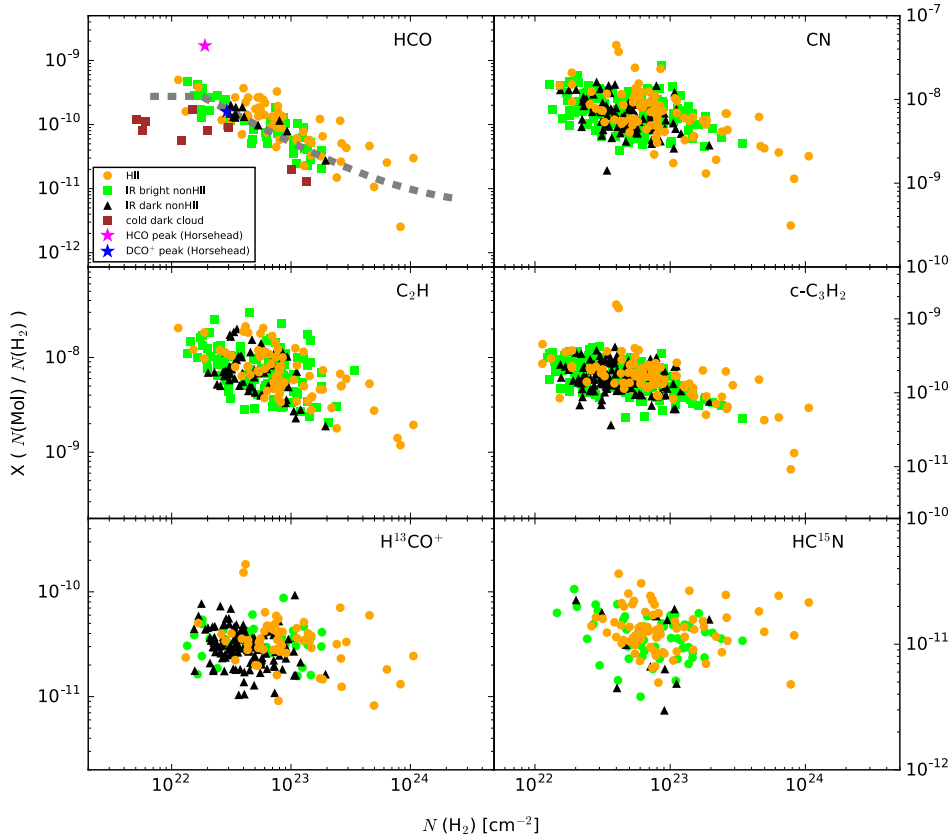 HCO
CN
10⁻⁹
10⁻¹⁰
10⁻¹¹
10⁻¹²
10⁻⁷
10⁻⁸
10⁻⁹
10⁻¹⁰
HII
IR bright nonHII
IR dark nonHII
cold dark cloud
HCO peak (Horsehead)
DCO⁺ peak (Horsehead)
C₂H
c-C₃H₂
X ( N(Mol) / N(H₂) )
10⁻⁸
10⁻⁹
10⁻⁹
10⁻¹⁰
10⁻¹¹
10⁻¹⁰
H¹³CO⁺
HC¹⁵N
10⁻¹⁰
10⁻¹¹
10⁻¹¹
10⁻¹²
10²² 10²³ 10²⁴
10²² 10²³ 10²⁴
N (H₂) [cm⁻²]